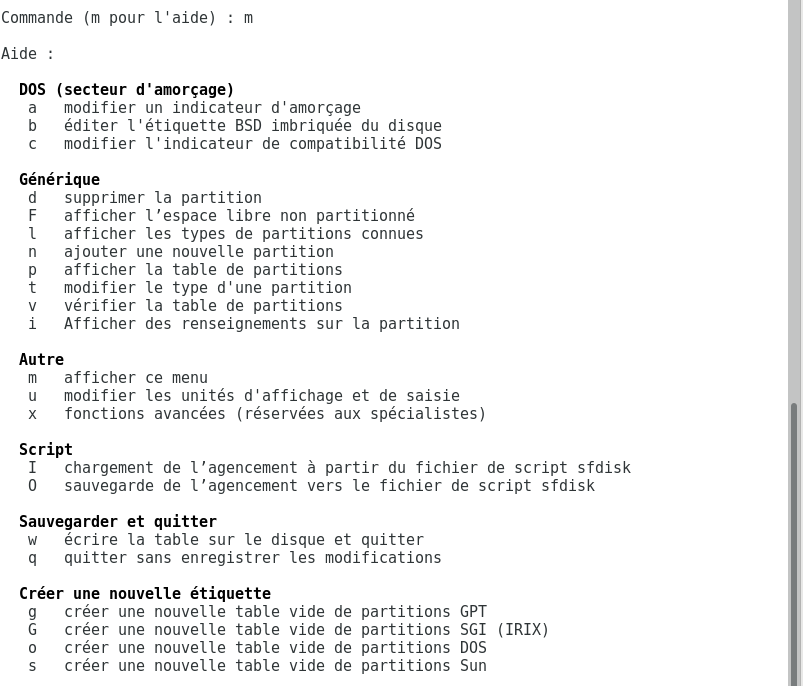 Commande (m pour l'aide) : m
Aide :
DOS (secteur d'amorçage)
a modifier un indicateur d'amorçage
b éditer l'étiquette BSD imbriquée du disque
c modifier l'indicateur de compatibilité DOS
Générique
d supprimer la partition
F afficher l’espace libre non partitionné
l afficher les types de partitions connues
n ajouter une nouvelle partition
p afficher la table de partitions
t modifier le type d'une partition
v vérifier la table de partitions
i Afficher des renseignements sur la partition
Autre
m afficher ce menu
u modifier les unités d'affichage et de saisie
x fonctions avancées (réservées aux spécialistes)
Script
I chargement de l’agencement à partir du fichier de script sfdisk
O sauvegarde de l’agencement vers le fichier de script sfdisk
Sauvegarder et quitter
w écrire la table sur le disque et quitter
q quitter sans enregistrer les modifications
Créer une nouvelle étiquette
g créer une nouvelle table vide de partitions GPT
G créer une nouvelle table vide de partitions SGI (IRIX)
o créer une nouvelle table vide de partitions DOS
s créer une nouvelle table vide de partitions Sun